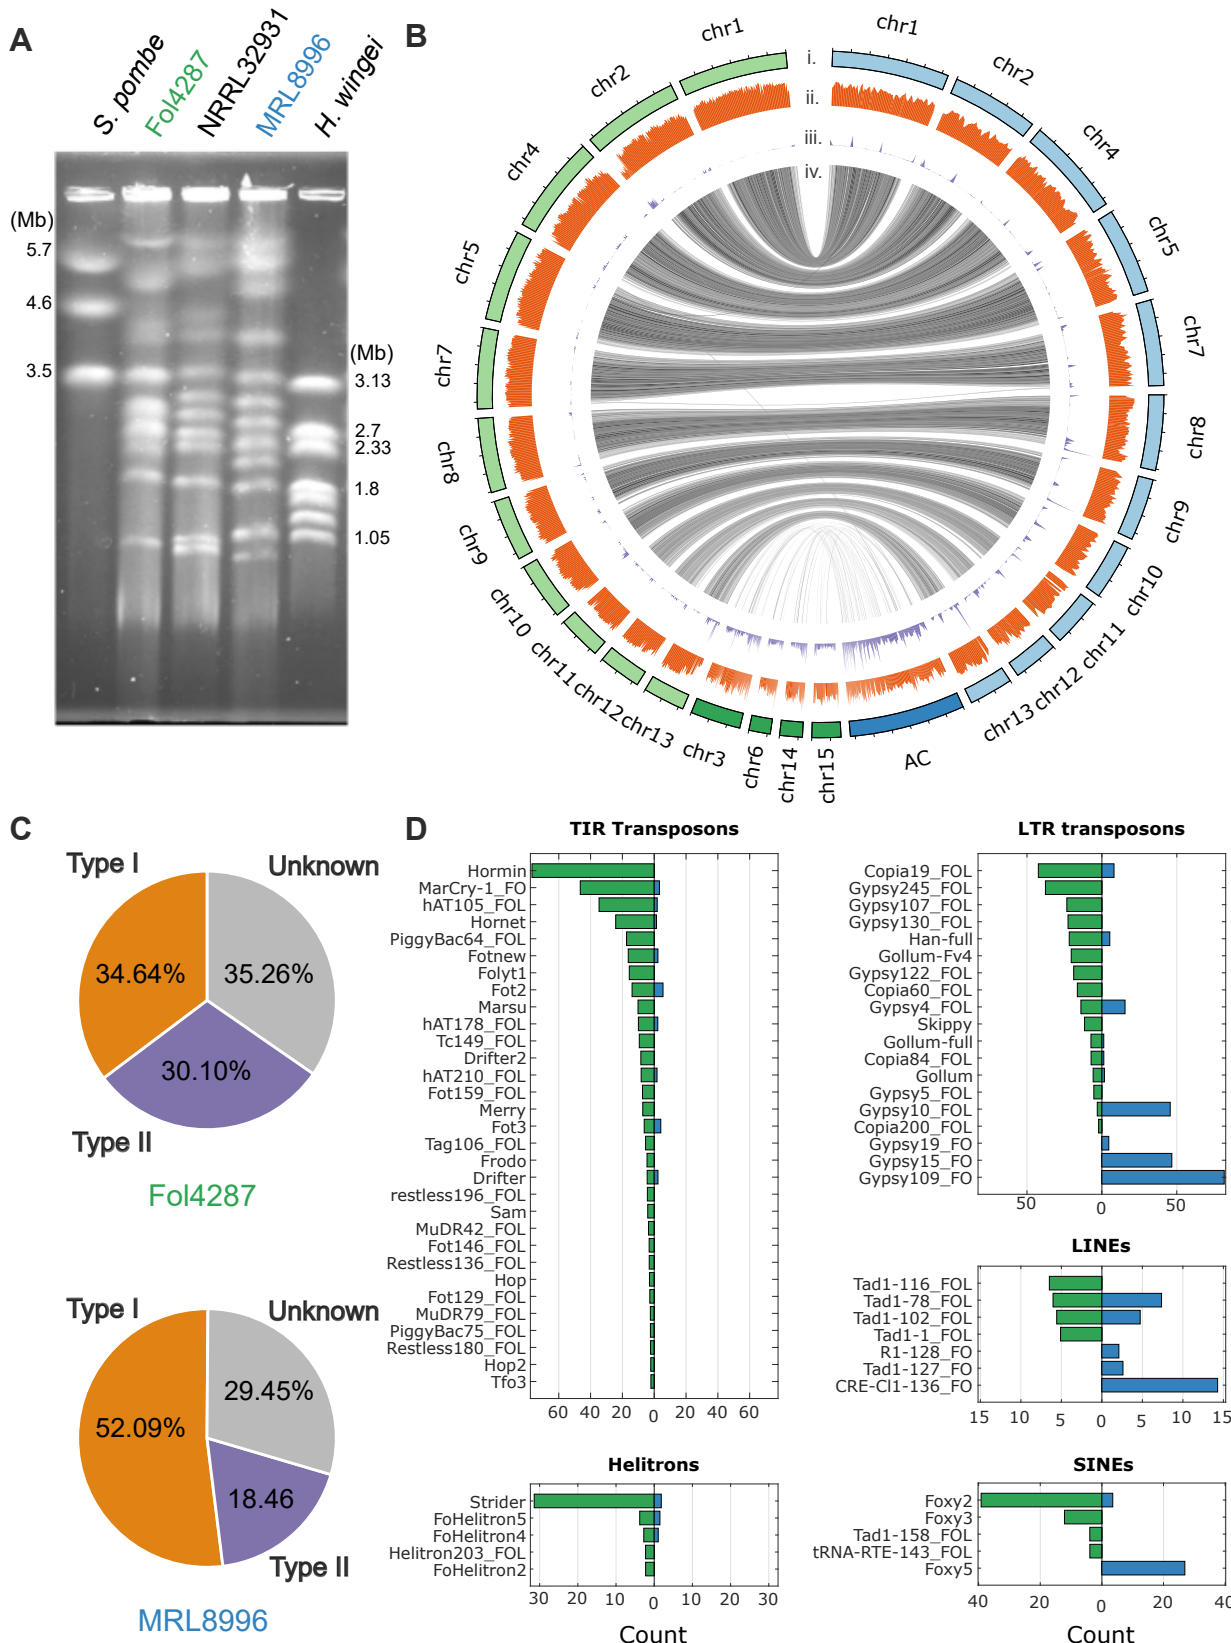 A
S. pombe
Fol4287
NRRL32931
MRL8996
H. wingei
(Mb)
5.7
4.6
3.5
(Mb)
3.13
2.7
2.33
1.8
1.05
B
i.
ii.
iii.
iv.
chr1
chr2
chr4
chr5
chr7
chr8
chr9
chr10
chr11
chr12
chr13
AC
chr15
chr14
chr6
chr3
chr13
chr12
chr11
chr10
chr9
chr8
chr7
chr5
chr4
chr2
chr1
C
Type I
Unknown
34.64%
35.26%
30.10%
Type II
Fol4287
Type I
Unknown
29.45%
52.09%
18.46
Type II
MRL8996
D
TIR Transposons
Hormin
MarCry-1_FO
hAT105_FOL
Hornet
PiggyBac64_FOL
Fotnew
Folyt1
Fot2
Marsu
hAT178_FOL
Tc149_FOL
Drifter2
hAT210_FOL
Fot159_FOL
Merry
Fot3
Tag106_FOL
Frodo
Drifter
restless196_FOL
Sam
MuDR42_FOL
Fot146_FOL
Restless136_FOL
Hop
Fot129_FOL
MuDR79_FOL
PiggyBac75_FOL
Restless180_FOL
Hop2
Tfo3
60 40 20 0 20 40 60
Helitrons
Strider
FoHelitron5
FoHelitron4
Helitron203_FOL
FoHelitron2
30 20 10 0 10 20 30
Count
LTR transposons
Copia19_FOL
Gypsy245_FOL
Gypsy107_FOL
Gypsy130_FOL
Han-full
Gollum-Fv4
Gypsy122_FOL
Copia60_FOL
Gypsy4_FOL
Skippy
Gollum-full
Copia84_FOL
Gollum
Gypsy5_FOL
Gypsy10_FOL
Copia200_FOL
Gypsy19_FO
Gypsy15_FO
Gypsy109_FO
50 0 50
LINEs
Tad1-116_FOL
Tad1-78_FOL
Tad1-102_FOL
Tad1-1_FOL
R1-128_FO
Tad1-127_FO
CRE-Cl1-136_FO
15 10 5 0 5 10 15
SINEs
Foxy2
Foxy3
Tad1-158_FOL
tRNA-RTE-143_FOL
Foxy5
40 20 0 20 40
Count